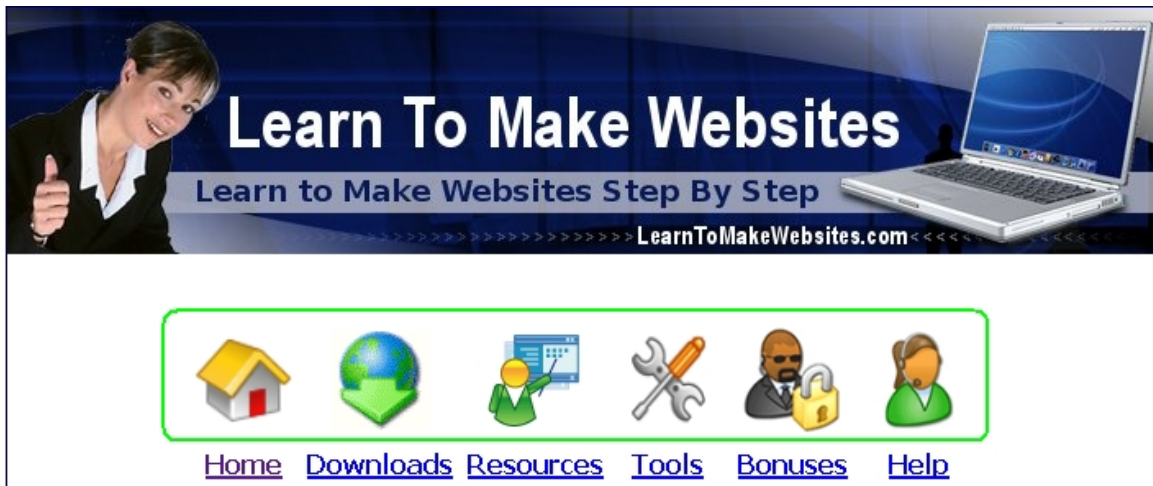 Learn To Make Websites
Learn to Make Websites Step By Step
>>>>>>>>>>>>>>>>>>LearnToMakeWebsites.com<<<<
Home Downloads Resources Tools Bonuses Help